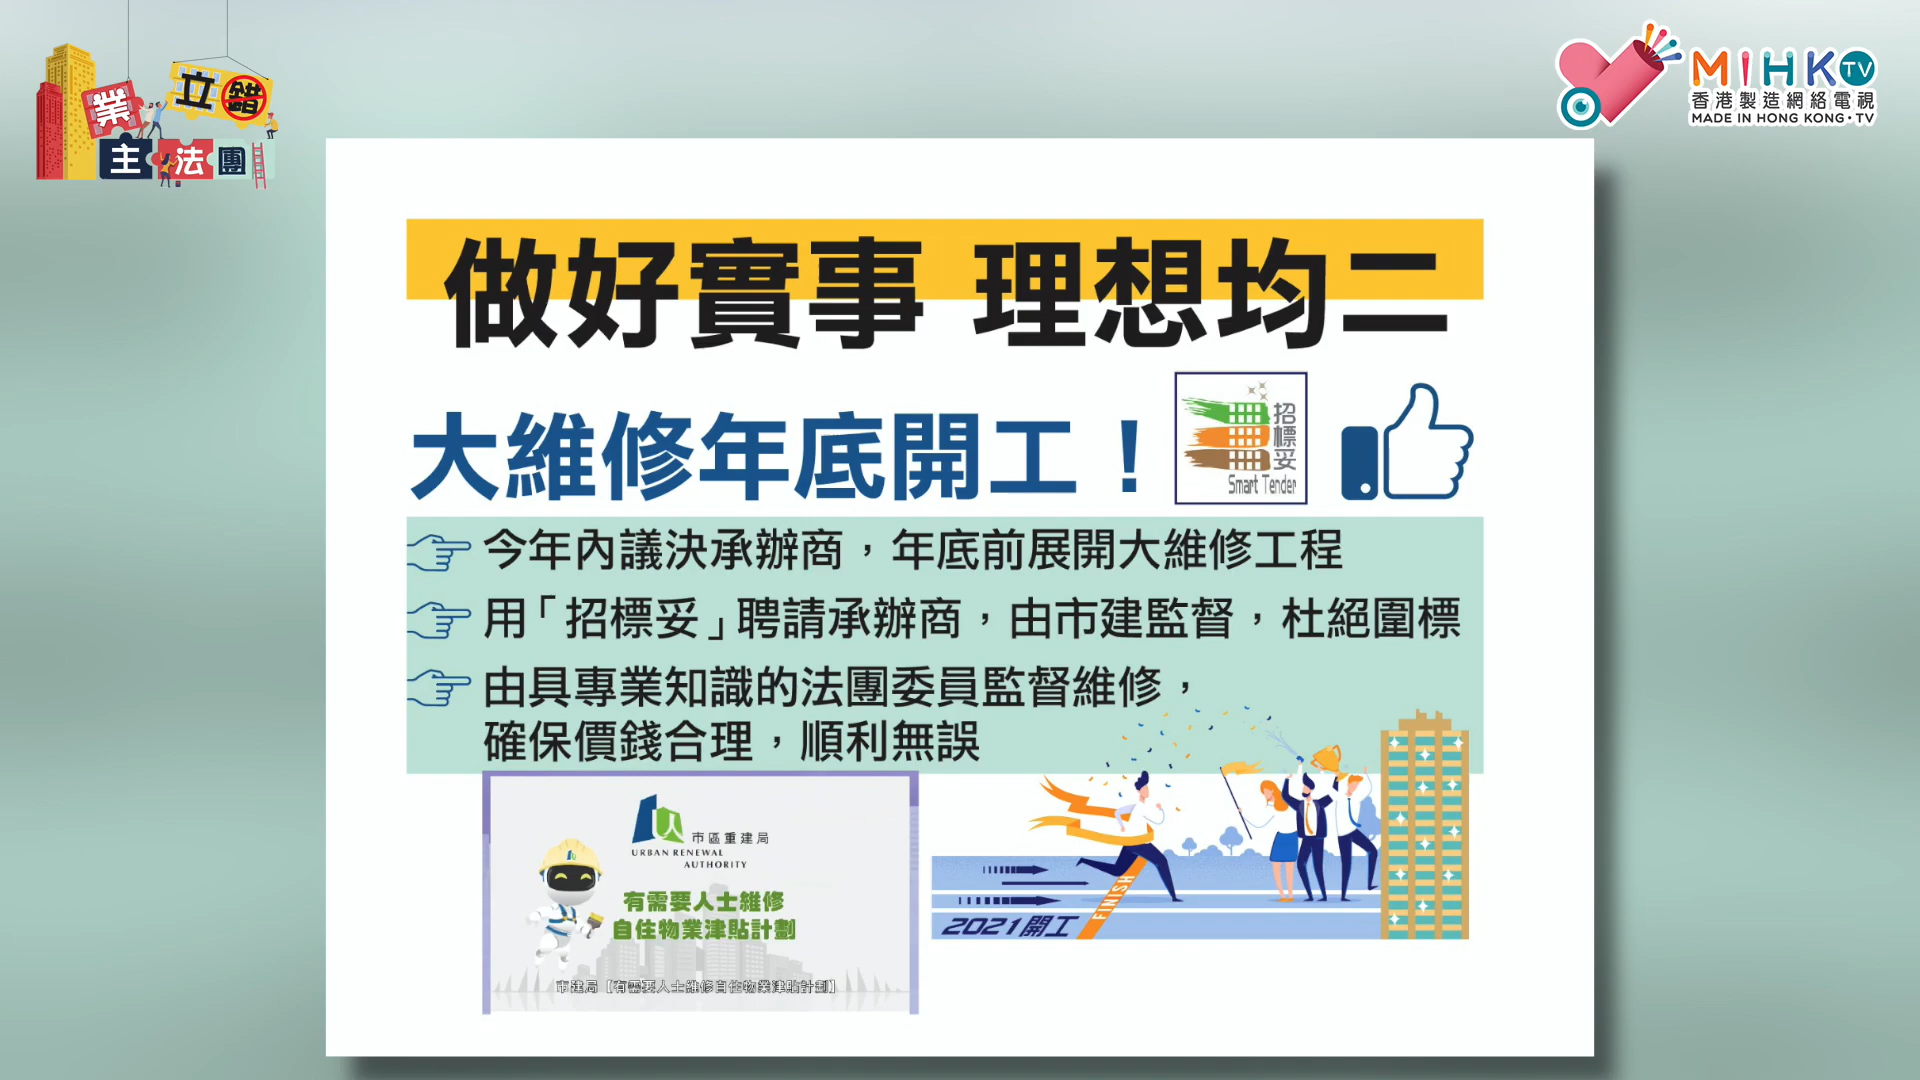 業立錯
主法團
MIHK TV
香港製造網絡電視
MADE IN HONG KONG • TV
做好實事 理想均二
大維修年底開工！
招標妥
Smart Tender
今年內議決承辦商，年底前展開大維修工程
用「招標妥」聘請承辦商，由市建監督，杜絕圍標
由具專業知識的法團委員監督維修，
確保價錢合理，順利無誤
市區重建局
URBAN RENEWAL
AUTHORITY
有需要人士維修
自住物業津貼計劃
市建局【有需要人士維修自住物業津貼計劃】
FINISH
2021開工